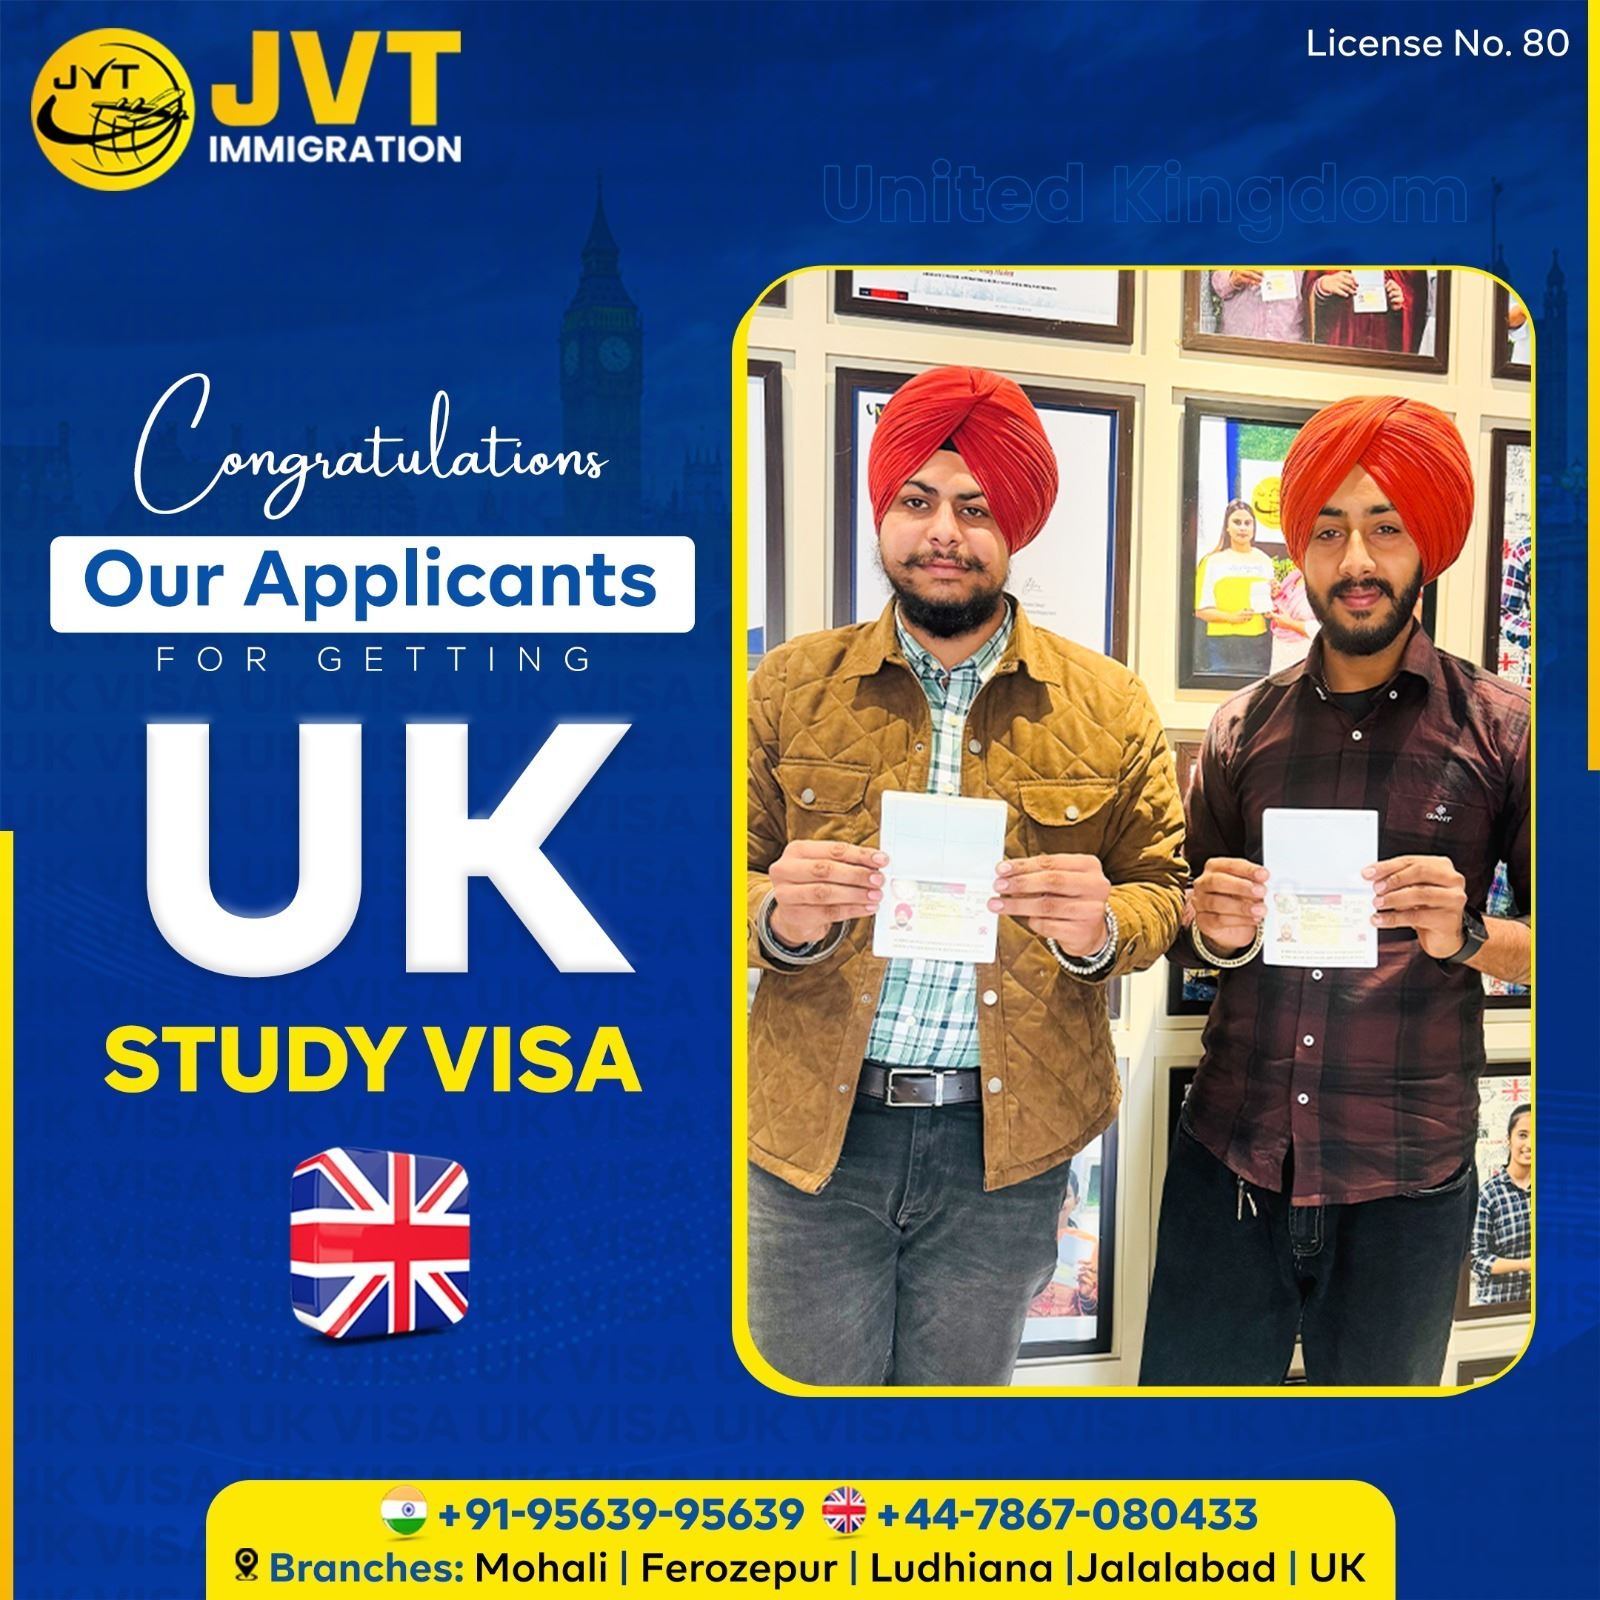 JVT
JVT
IMMIGRATION
License No. 80
United Kingdom
Congratulations
Our Applicants
FOR GETTING
UK
STUDY VISA
GIANT
+91-95639-95639 +44-7867-080433
Branches: Mohali | Ferozepur | Ludhiana |Jalalabad | UK